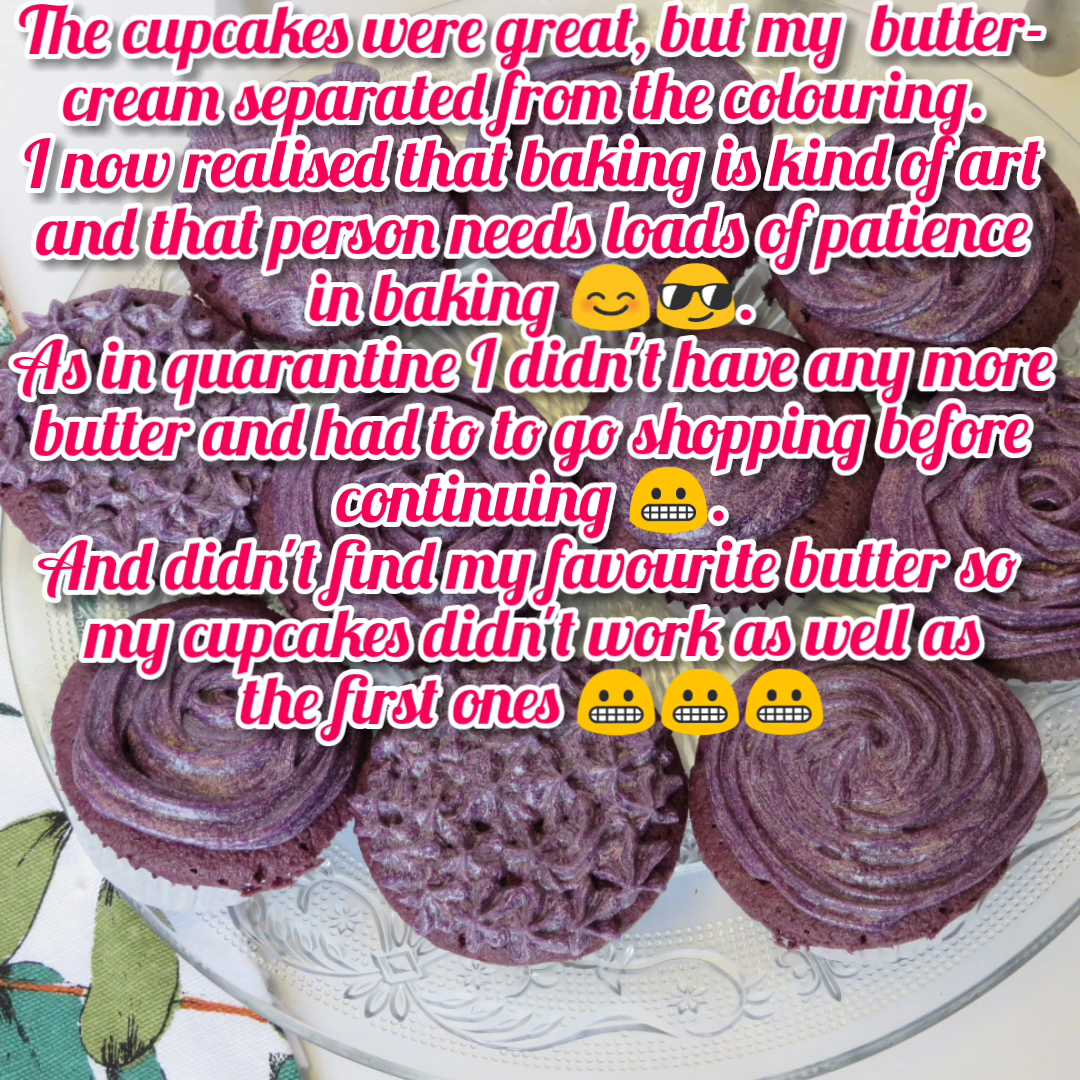 The cupcakes were great, but my butter-
cream separated from the colouring.
I now realised that baking is kind of art
and that person needs loads of patience
in baking 😊😎.
As in quarantine I didn't have any more
butter and had to to go shopping before
continuing 😬.
And didn't find my favourite butter so
my cupcakes didn't work as well as
the first ones 😬😬😬